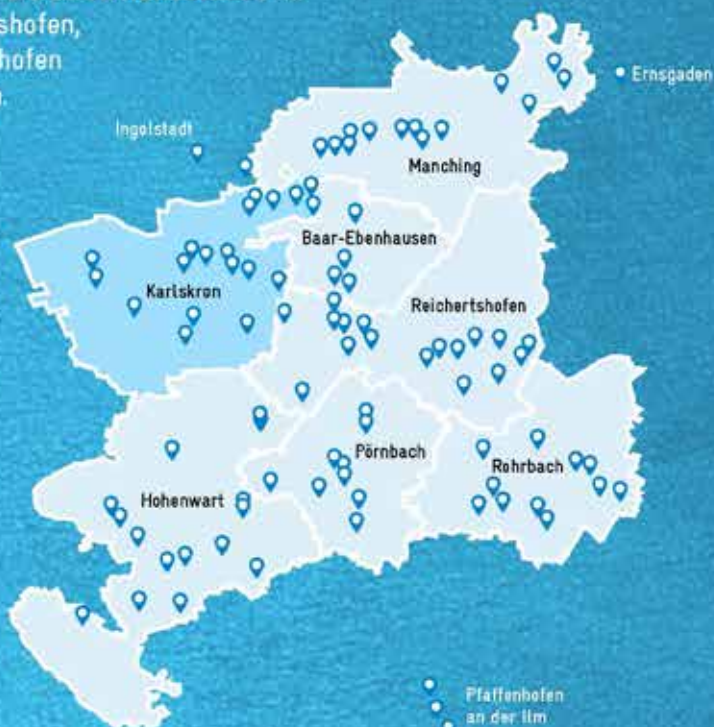 shofen,
hofen
Ernsgaden
Ingolstadt
Manching
Baar-Ebenhausen
Karlskron
Reichertshofen
Pörnbach
Rohrbach
Hohenwart
Pfaffenhofen
an der Ilm